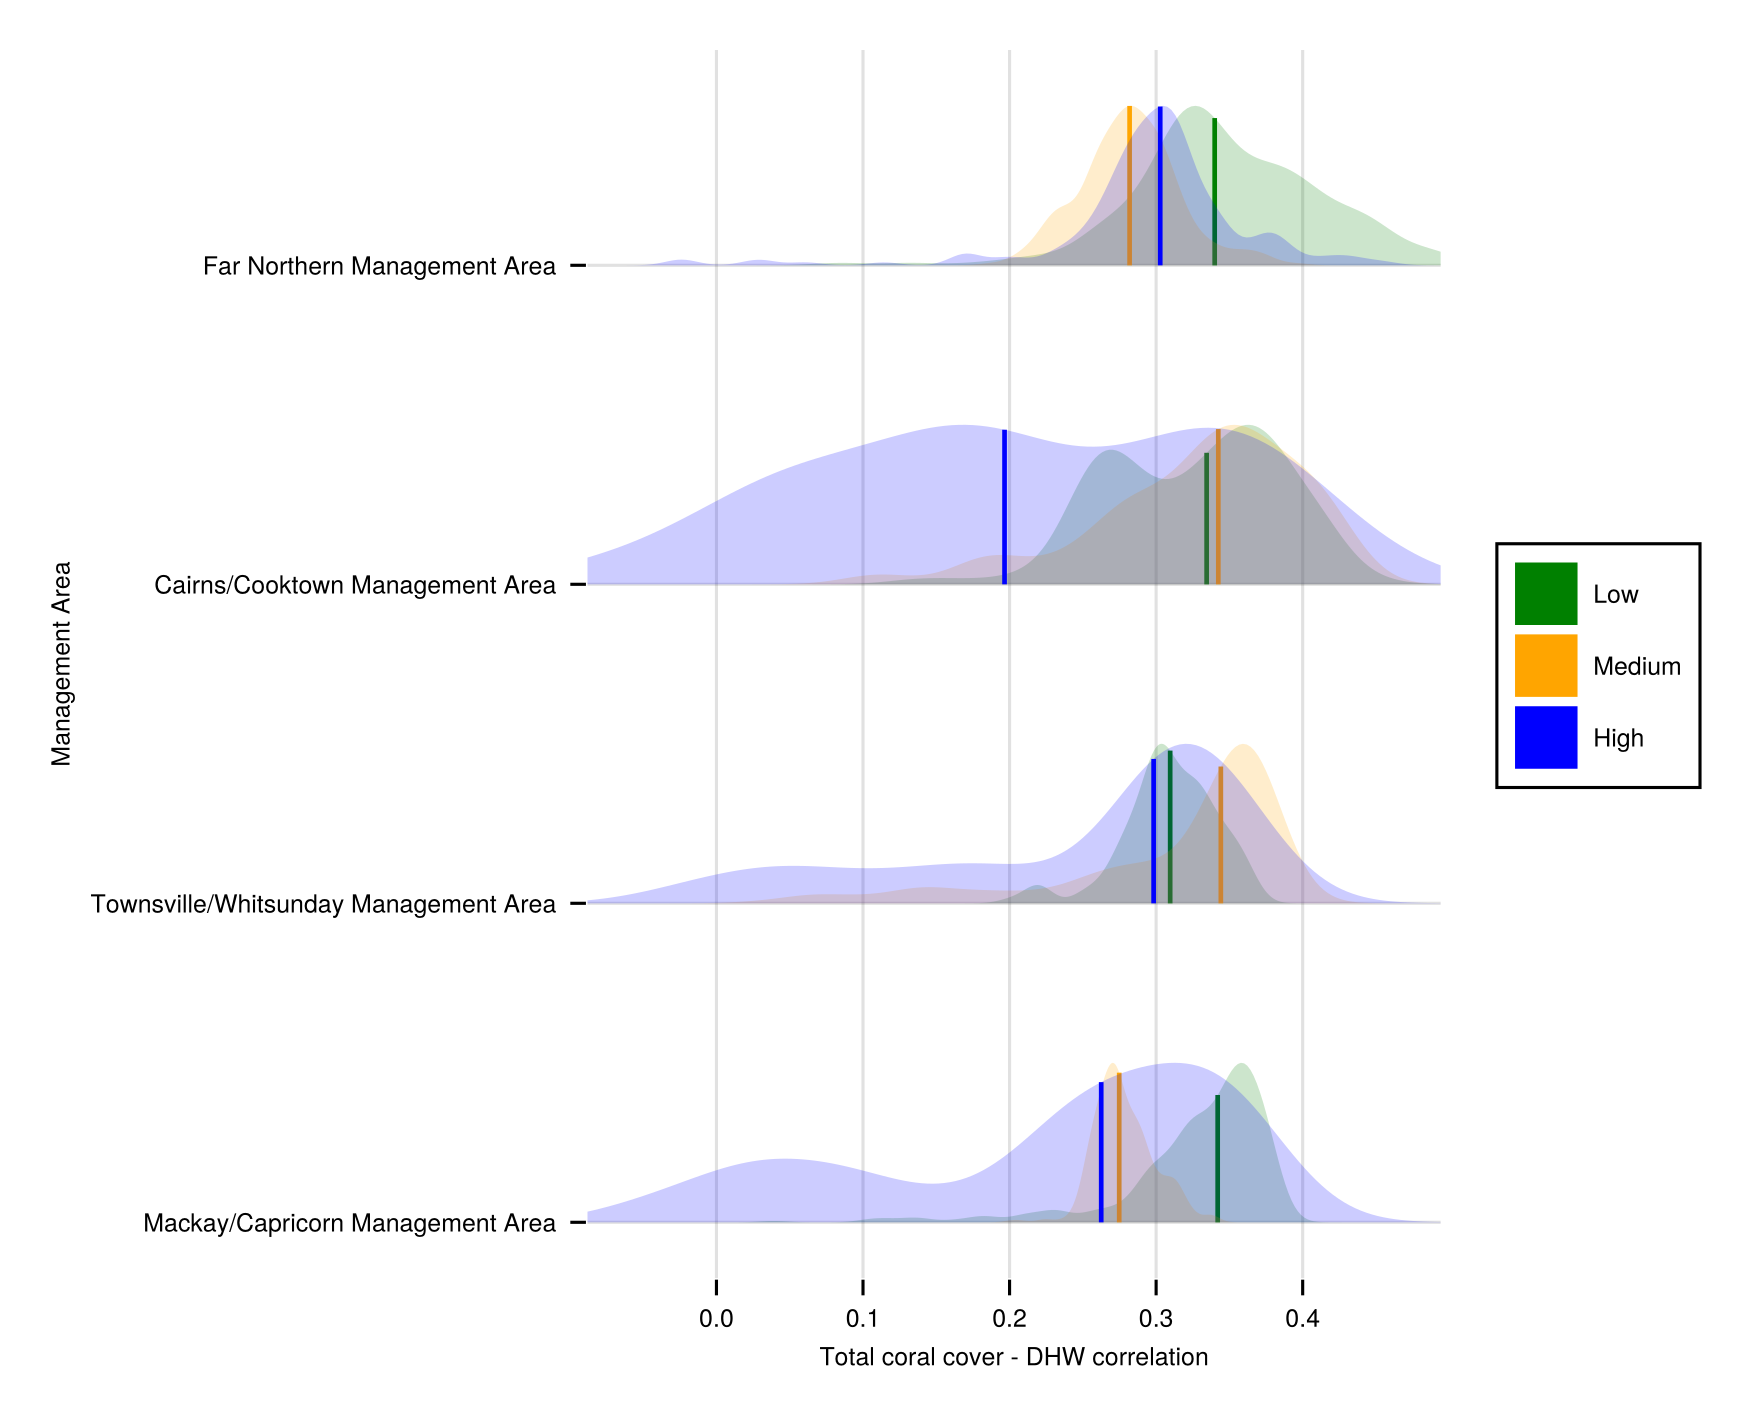 Far Northern Management Area
Cairns/Cooktown Management Area
Townsville/Whitsunday Management Area
Mackay/Capricorn Management Area
Management Area
0.0 0.1 0.2 0.3 0.4
Total coral cover - DHW correlation
Low
Medium
High